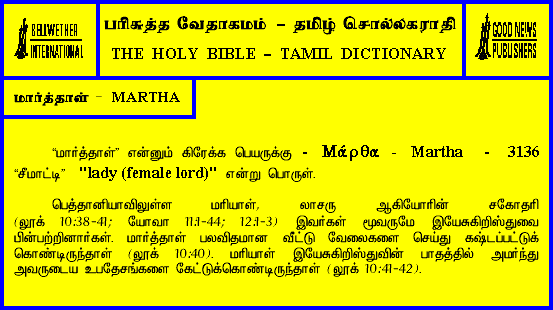 BELLWETHER
INTERNATIONAL
பரிசுத்த வேதாகமம் – தமிழ் சொல்லகராதி
THE HOLY BIBLE – TAMIL DICTIONARY
GOOD NEWS
PUBLISHERS
மார்த்தாள் – MARTHA
“மார்த்தாள்” என்னும் கிரேக்க பெயருக்கு - Μάρθα - Martha - 3136
“சீமாட்டி” "lady (female lord)" என்று பொருள்.
பெத்தானியாவிலுள்ள மரியாள், லாசரு ஆகியோரின் சகோதரி
(லூக் 10:38-41; யோவா 11:1-44; 12:1-3) இவர்கள் மூவருமே இயேசுகிறிஸ்துவை
பின்பற்றினார்கள். மார்த்தாள் பலவிதமான வீட்டு வேலைகளை செய்து கஷ்டப்பட்டுக்
கொண்டிருந்தாள் (லூக் 10:40). மரியாள் இயேசுகிறிஸ்துவின் பாதத்தில் அமர்ந்து
அவருடைய உபதேசங்களை கேட்டுக்கொண்டிருந்தாள் (லூக் 10:41-42).